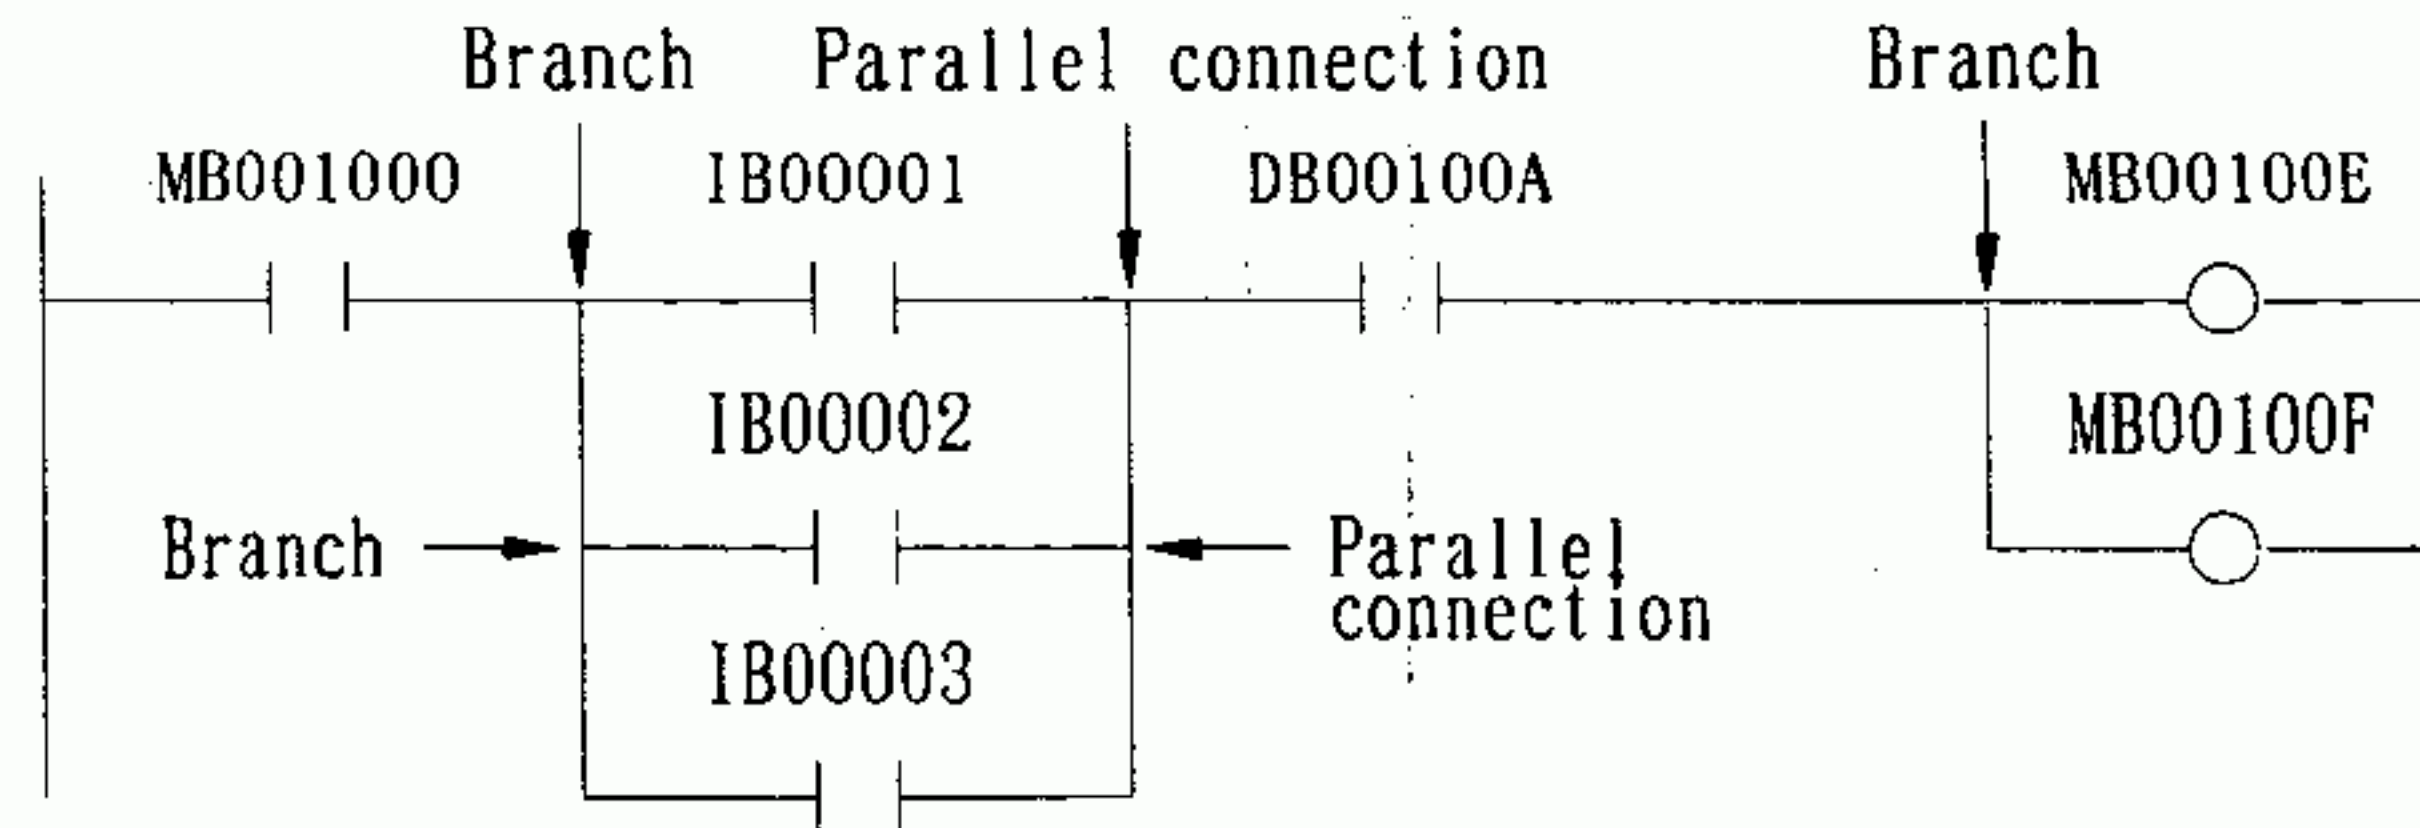 Branch Parallel connection Branch
MB001000 IB00001 DB00100A MB00100E
IB00002 MB00100F
Branch Parallel
connection
IB00003